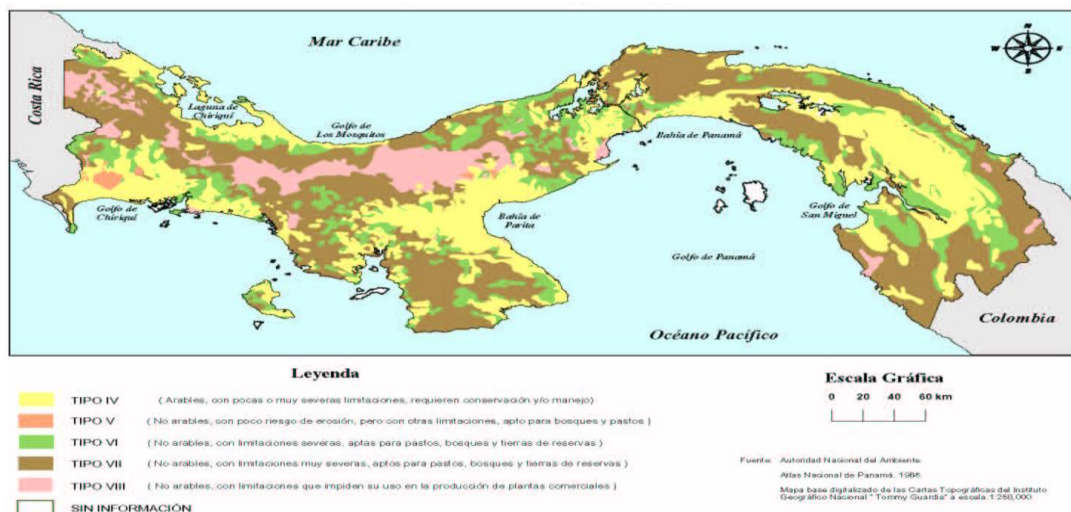 Mar Caribe
Costa Rica
Laguna de
Chiriquí
Golfo de
Los Mosquitos
Bahía de Panamá
Golfo de
Chiriquí
Bahía de
Parita
Golfo de
San Miguel
Golfo de Panamá
Océano Pacífico
Colombia
N
W
E
S
Leyenda
TIPO IV ( Arables, con pocas o muy severas limitaciones, requieren conservación y/o manejo)
TIPO V ( No arables, con poco riesgo de erosión, pero con otras limitaciones, apto para bosques y pastos )
TIPO VI ( No arables, con limitaciones severas, aptas para pastos, bosques y tierras de reservas )
TIPO VII ( No arables, con limitaciones muy severas, aptos para pastos, bosques y tierras de reservas )
TIPO VIII ( No arables, con limitaciones que impiden su uso en la producción de plantas comerciales )
SIN INFORMACIÓN
Escala Gráfica
0 20 40 60 km
Fuente: Autoridad Nacional del Ambiente.
Atlas Nacional de Panamá,
Mapa base digitalizado de las Cartas Topográficas del Instituto
Geográfico Nacional " Tommy Guardia" a escala 1:250,000.